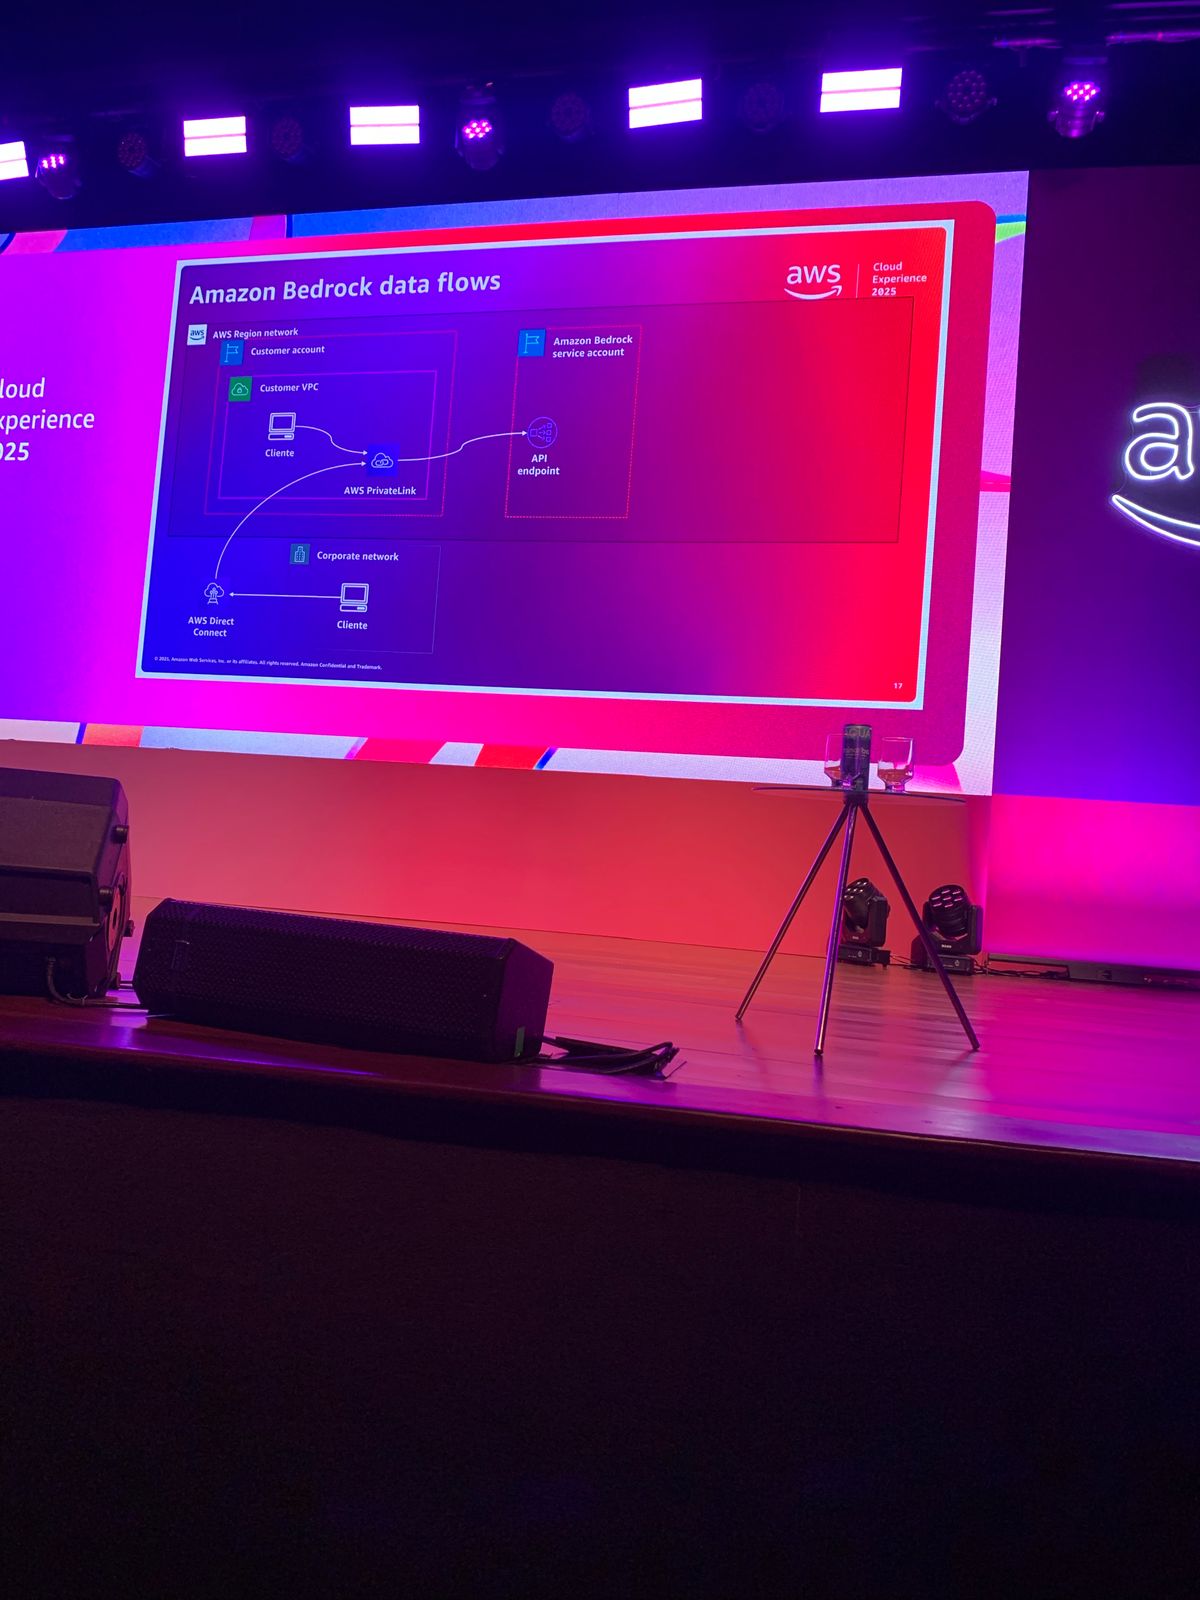 Amazon Bedrock data flows
aws
Cloud
Experience
2025
aws
AWS Region network
Customer account
Customer VPC
Cliente
AWS PrivateLink
Amazon Bedrock
service account
API
endpoint
Corporate network
AWS Direct
Connect
Cliente
© 2025, Amazon Web Services, Inc. or its affiliates. All rights reserved. Amazon Confidential and Trademark.
17
loud
xperience
025
a